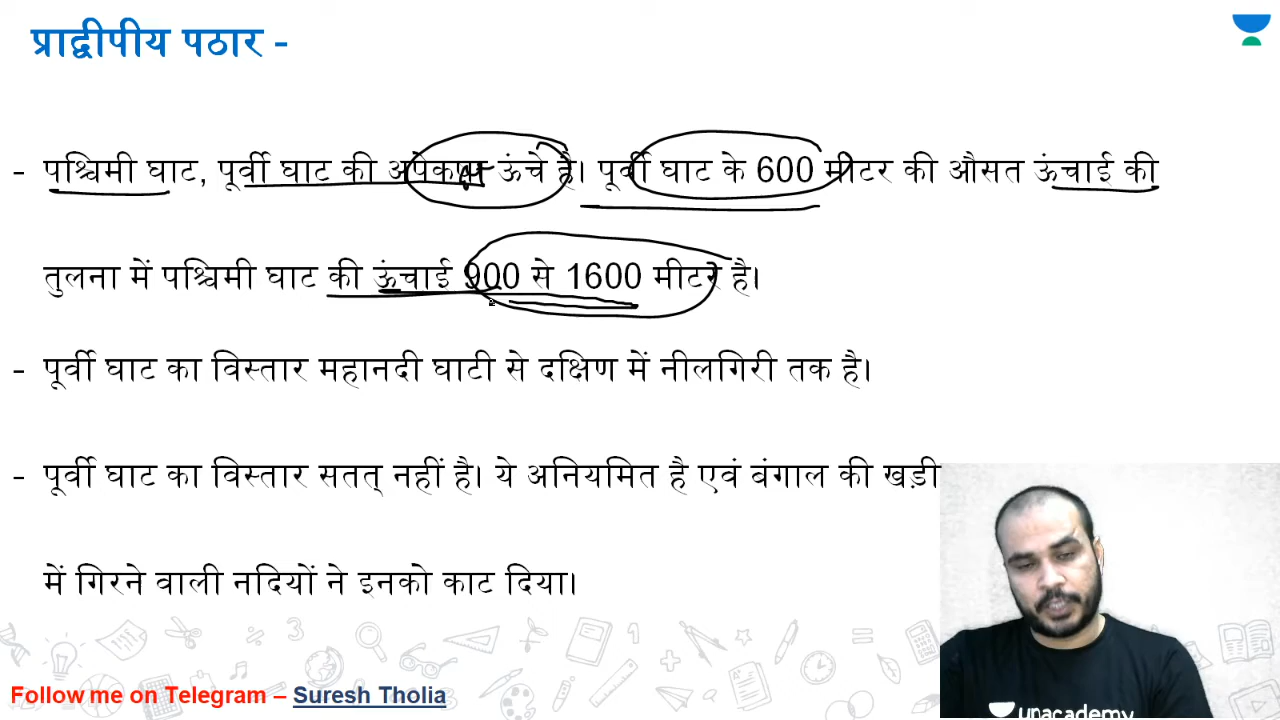 प्राद्वीपीय पठार -
- पश्चिमी घाट, पूर्वी घाट की ऊंचे है। पूर्वी घाट के 600 मीटर की औसत ऊंचाई की
तुलना में पश्चिमी घाट की ऊंचाई 900 से 1600 मीटर है।
- पूर्वी घाट का विस्तार महानदी घाटी से दक्षिण में नीलगिरी तक है।
- पूर्वी घाट का विस्तार सतत् नहीं है। ये अनियमित है एवं बंगाल की खड़ी
में गिरने वाली नदियों ने इनको काट दिया।
Follow me on Telegram – Suresh Tholia
unacademy